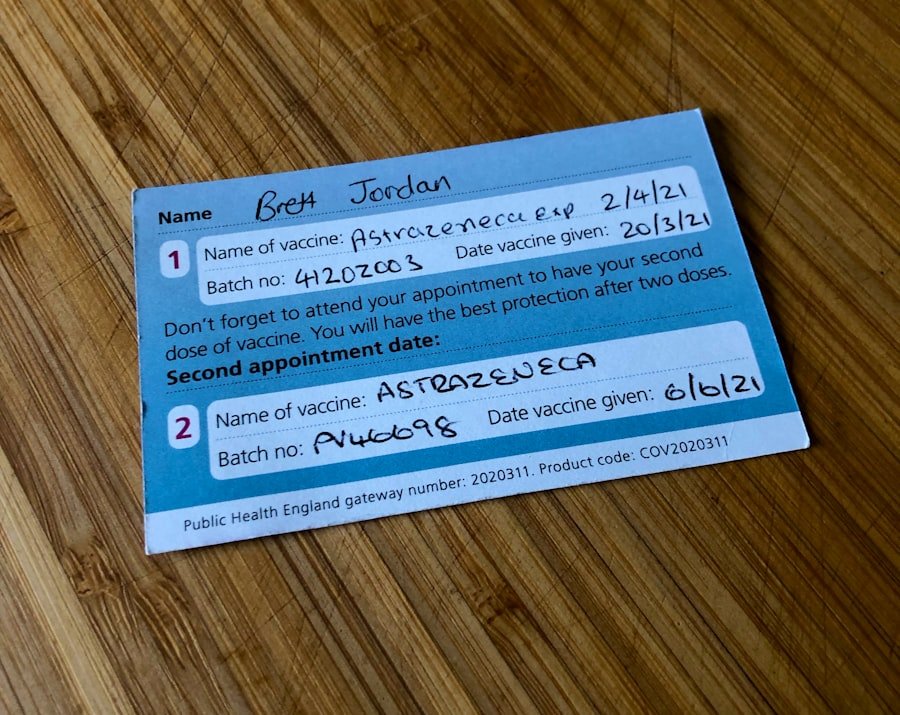 Name Brett Jordan
1 Name of vaccine: Astrazeneca exp 2/4/21
Batch no: 4120Z003 Date vaccine given: 20/3/21
Don't forget to attend your appointment to have your second
dose of vaccine. You will have the best protection after two doses.
Second appointment date:
2 Name of vaccine: ASTRAZENECA
Batch no: PV46698 Date vaccine given: 6/6/21
Public Health England gateway number: 2020311. Product code: COV2020311